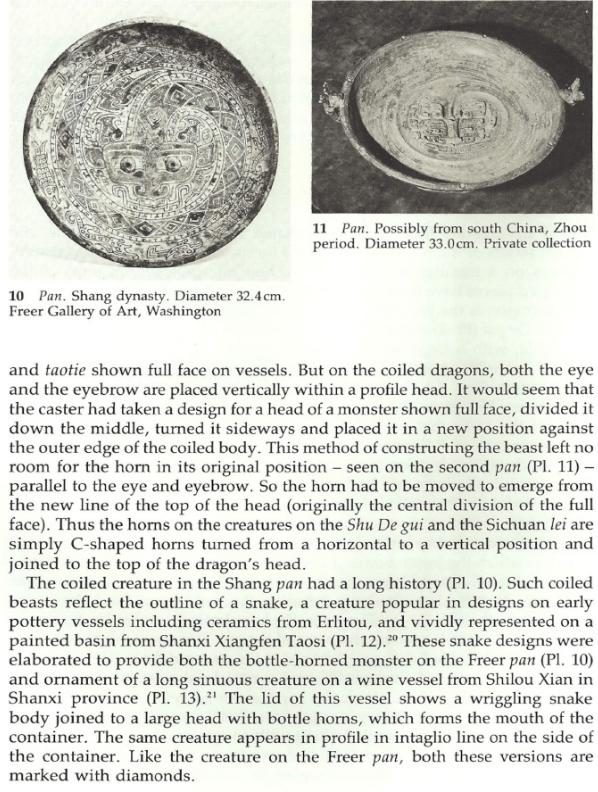 11 Pan. Possibly from south China, Zhou
period. Diameter 33.0cm. Private collection
10 Pan. Shang dynasty. Diameter 32.4cm.
Freer Gallery of Art, Washington
and taotie shown full face on vessels. But on the coiled dragons, both the eye
and the eyebrow are placed vertically within a profile head. It would seem that
the caster had taken a design for a head of a monster shown full face, divided it
down the middle, turned it sideways and placed it in a new position against
the outer edge of the coiled body. This method of constructing the beast left no
room for the horn in its original position – seen on the second pan (Pl. 11) –
parallel to the eye and eyebrow. So the horn had to be moved to emerge from
the new line of the top of the head (originally the central division of the full
face). Thus the horns on the creatures on the Shu De gui and the Sichuan lei are
simply C-shaped horns turned from a horizontal to a vertical position and
joined to the top of the dragon's head.
The coiled creature in the Shang pan had a long history (Pl. 10). Such coiled
beasts reflect the outline of a snake, a creature popular in designs on early
pottery vessels including ceramics from Erlitou, and vividly represented on a
painted basin from Shanxi Xiangfen Taosi (Pl. 12).²⁰ These snake designs were
elaborated to provide both the bottle-horned monster on the Freer pan (Pl. 10)
and ornament of a long sinuous creature on a wine vessel from Shilou Xian in
Shanxi province (Pl. 13).²¹ The lid of this vessel shows a wriggling snake
body joined to a large head with bottle horns, which forms the mouth of the
container. The same creature appears in profile in intaglio line on the side of
the container. Like the creature on the Freer pan, both these versions are
marked with diamonds.